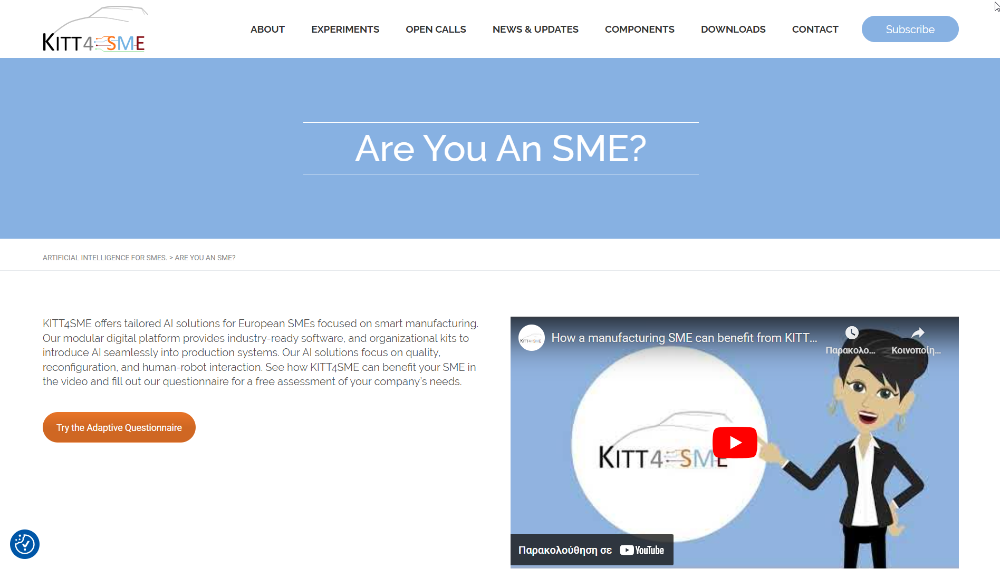 KITT4SME
ABOUT
EXPERIMENTS
OPEN CALLS
NEWS & UPDATES
COMPONENTS
DOWNLOADS
CONTACT
Subscribe
Are You An SME?
ARTIFICIAL INTELLIGENCE FOR SMES. > ARE YOU AN SME?
KITT4SME offers tailored AI solutions for European SMEs focused on smart manufacturing.
Our modular digital platform provides industry-ready software, and organizational kits to
introduce AI seamlessly into production systems. Our AI solutions focus on quality,
reconfiguration, and human-robot interaction. See how KITT4SME can benefit your SME in
the video and fill out our questionnaire for a free assessment of your company's needs.
Try the Adaptive Questionnaire
KITT4SME
How a manufacturing SME can benefit from KITT...
Παρακολο...
Κοινοποίη...
KITT4SME
Παρακολούθηση σε YouTube